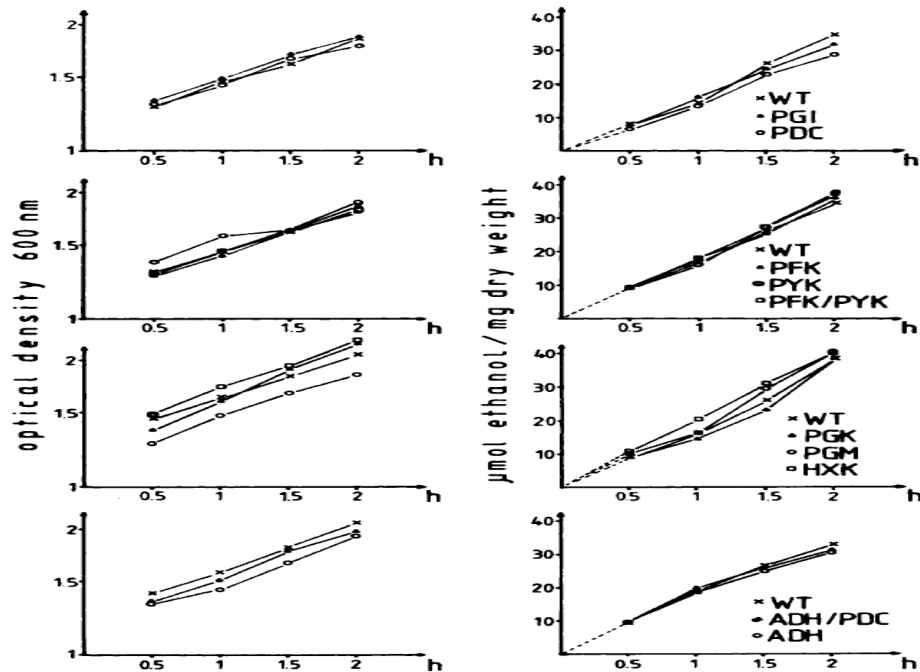 optical density 600 nm
μmol ethanol/mg dry weight
2
1.5
1
0.5 1 1.5 2 h
40
30
20
10
0.5 1 1.5 2 h
× WT
▴ PGI
○ PDC
2
1.5
1
0.5 1 1.5 2 h
40
30
20
10
0.5 1 1.5 2 h
× WT
▴ PFK
○ PYK
□ PFK/PYK
2
1.5
1
0.5 1 1.5 2 h
40
30
20
10
0.5 1 1.5 2 h
× WT
▴ PGK
○ PGM
□ HXK
2
1.5
1
0.5 1 1.5 2 h
40
30
20
10
0.5 1 1.5 2 h
× WT
▴ ADH/PDC
○ ADH